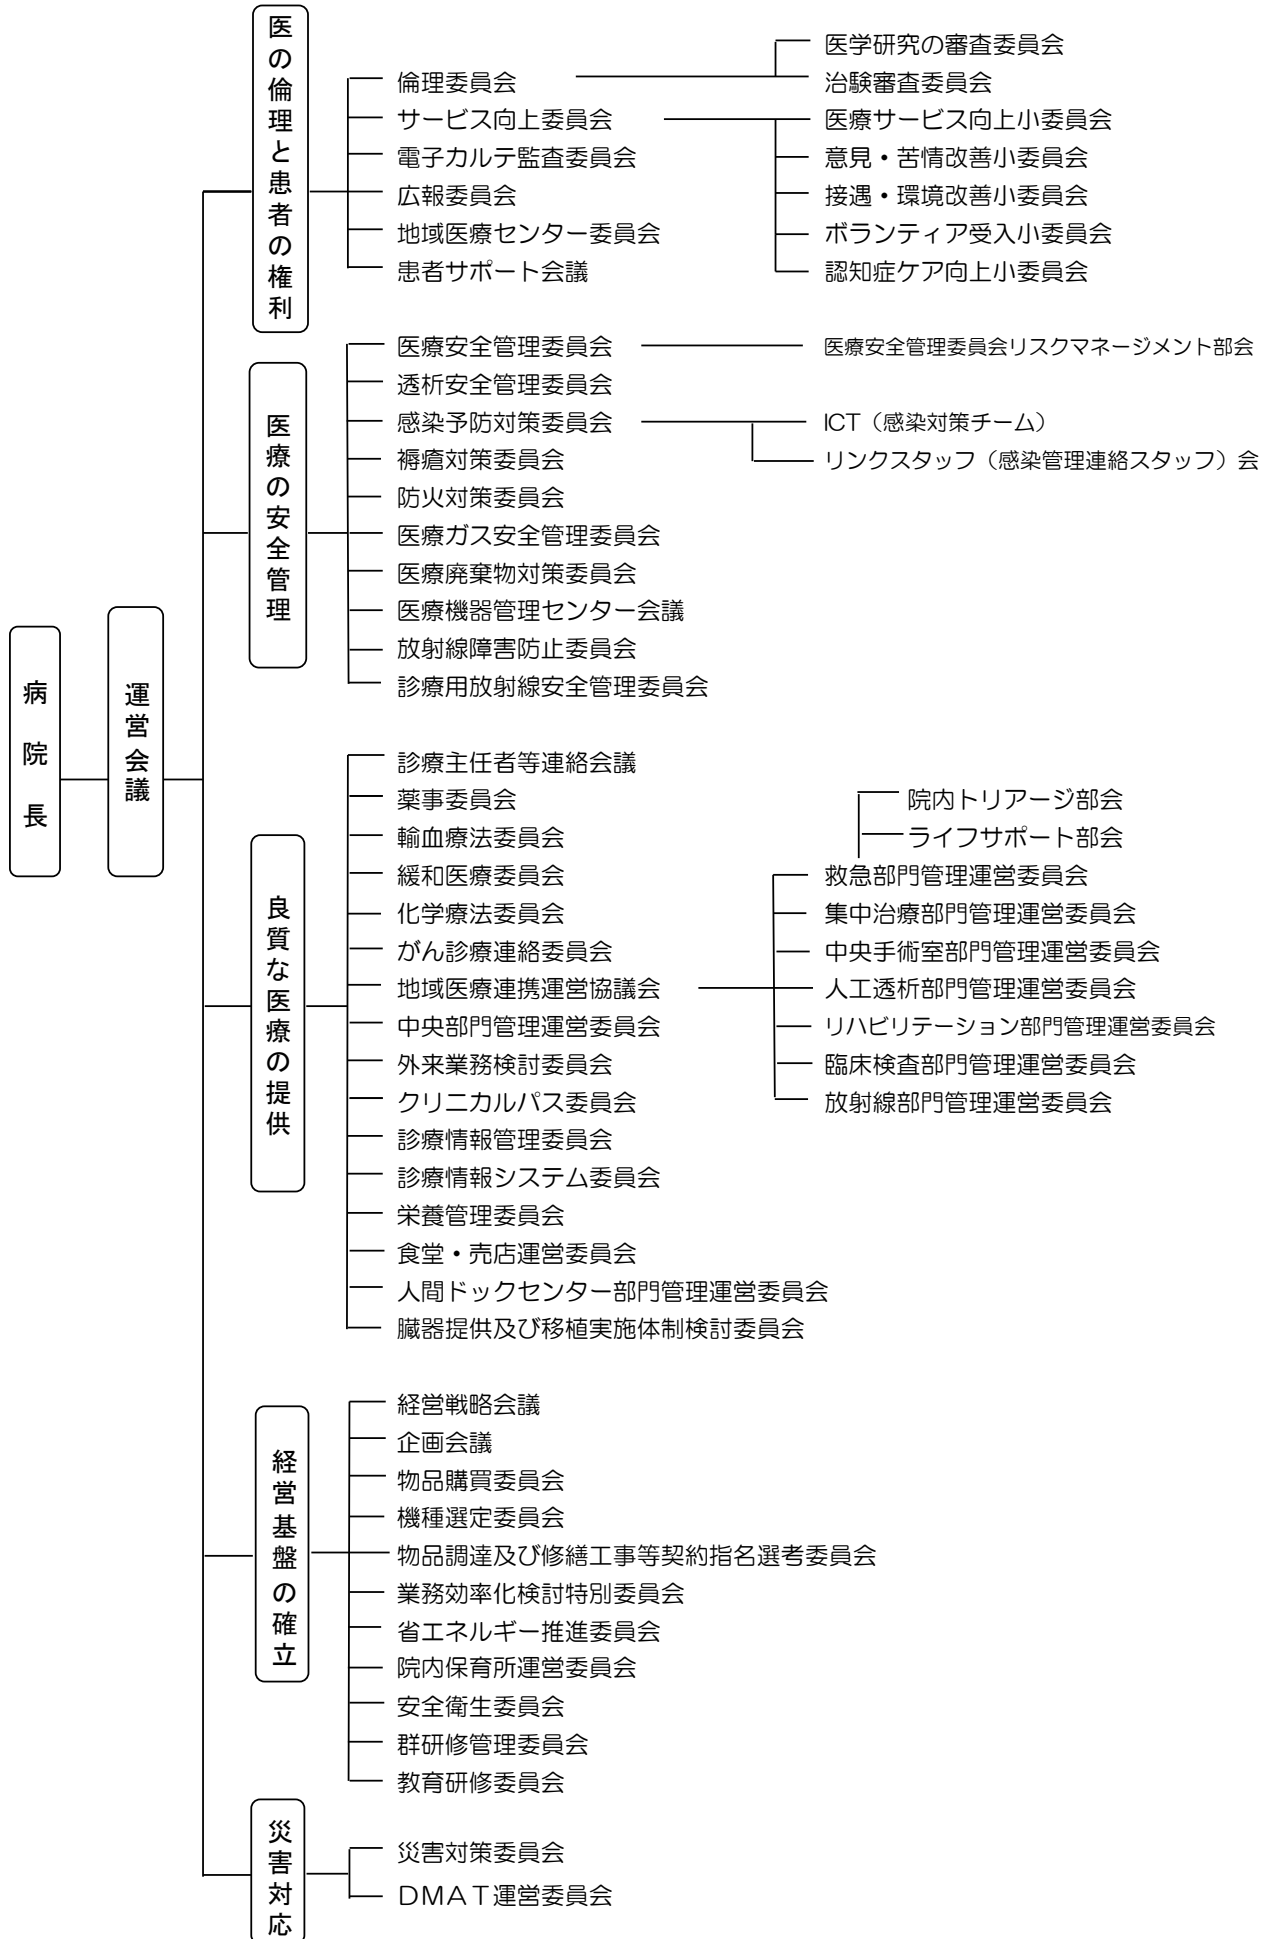 病院長
運営会議
医の倫理と患者の権利
倫理委員会
医学研究の審査委員会
治験審査委員会
サービス向上委員会
医療サービス向上小委員会
意見・苦情改善小委員会
接遇・環境改善小委員会
ボランティア受入小委員会
認知症ケア向上小委員会
電子カルテ監査委員会
広報委員会
地域医療センター委員会
患者サポート会議
医療の安全管理
医療安全管理委員会
医療安全管理委員会リスクマネージメント部会
透析安全管理委員会
感染予防対策委員会
ICT（感染対策チーム）
リンクスタッフ（感染管理連絡スタッフ）会
褥瘡対策委員会
防火対策委員会
医療ガス安全管理委員会
医療廃棄物対策委員会
医療機器管理センター会議
放射線障害防止委員会
診療用放射線安全管理委員会
良質な医療の提供
診療主任者等連絡会議
薬事委員会
輸血療法委員会
緩和医療委員会
化学療法委員会
がん診療連絡委員会
地域医療連携運営協議会
中央部門管理運営委員会
外来業務検討委員会
クリニカルパス委員会
診療情報管理委員会
診療情報システム委員会
栄養管理委員会
食堂・売店運営委員会
人間ドックセンター部門管理運営委員会
臓器提供及び移植実施体制検討委員会
院内トリアージ部会
ライフサポート部会
救急部門管理運営委員会
集中治療部門管理運営委員会
中央手術室部門管理運営委員会
人工透析部門管理運営委員会
リハビリテーション部門管理運営委員会
臨床検査部門管理運営委員会
放射線部門管理運営委員会
経営基盤の確立
経営戦略会議
企画会議
物品購買委員会
機種選定委員会
物品調達及び修繕工事等契約指名選考委員会
業務効率化検討特別委員会
省エネルギー推進委員会
院内保育所運営委員会
安全衛生委員会
群研修管理委員会
教育研修委員会
災害対応
災害対策委員会
ＤＭＡＴ運営委員会